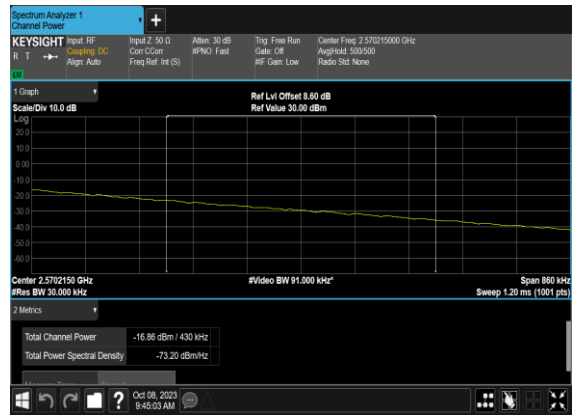 Spectrum Analyzer 1
Channel Power
KEYSIGHT
R T
Input: RF
Coupling: DC
Align: Auto
Input Z: 50 Ω
Corr CCorr
Freq Ref: Int (S)
Atten: 30 dB
#PNO: Fast
Trig: Free Run
Gate: Off
#IF Gain: Low
Center Freq: 2.570215000 GHz
Avg|Hold: 500/500
Radio Std: None
1 Graph
Scale/Div 10.0 dB
Ref Lvl Offset 8.60 dB
Ref Value 30.00 dBm
Log
20.0
10.0
0.00
-10.0
-20.0
-30.0
-40.0
-50.0
-60.0
Center 2.5702150 GHz
#Video BW 91.000 kHz*
Span 860 kHz
#Res BW 30.000 kHz
Sweep 1.20 ms (1001 pts)
2 Metrics
Total Channel Power
-16.86 dBm / 430 kHz
Total Power Spectral Density
-73.20 dBm/Hz
?
Oct 08, 2023
9:45:03 AM